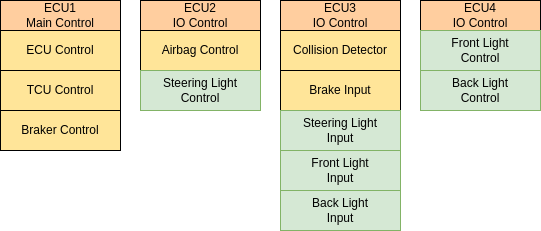 ECU1
Main Control
ECU Control
TCU Control
Braker Control
ECU2
IO Control
Airbag Control
Steering Light
Control
ECU3
IO Control
Collision Detector
Brake Input
Steering Light
Input
Front Light
Input
Back Light
Input
ECU4
IO Control
Front Light
Control
Back Light
Control